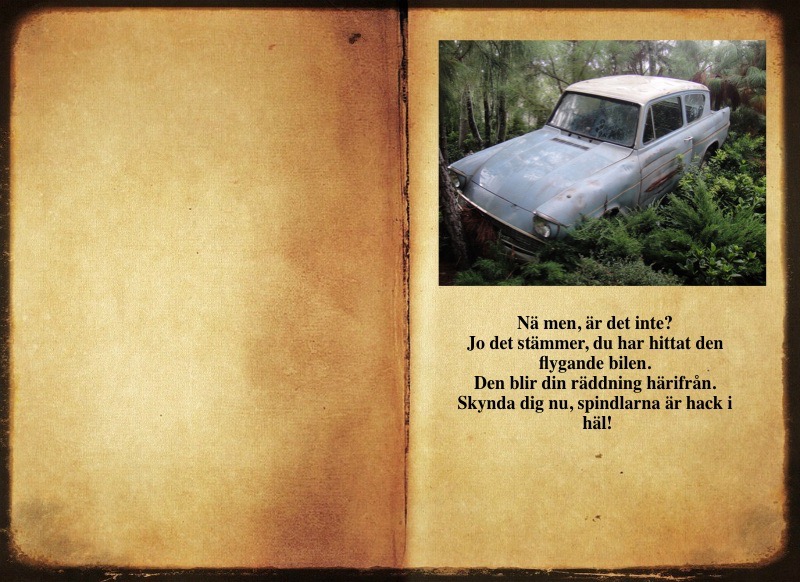 Nä men, är det inte?
Jo det stämmer, du har hittat den
flygande bilen.
Den blir din räddning härifrån.
Skynda dig nu, spindlarna är hack i
häl!